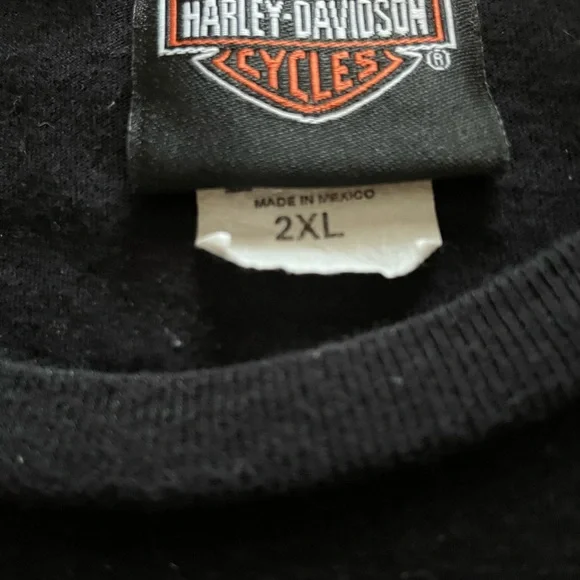 HARLEY-DAVIDSON
CYCLES
®
MADE IN MEXICO
2XL